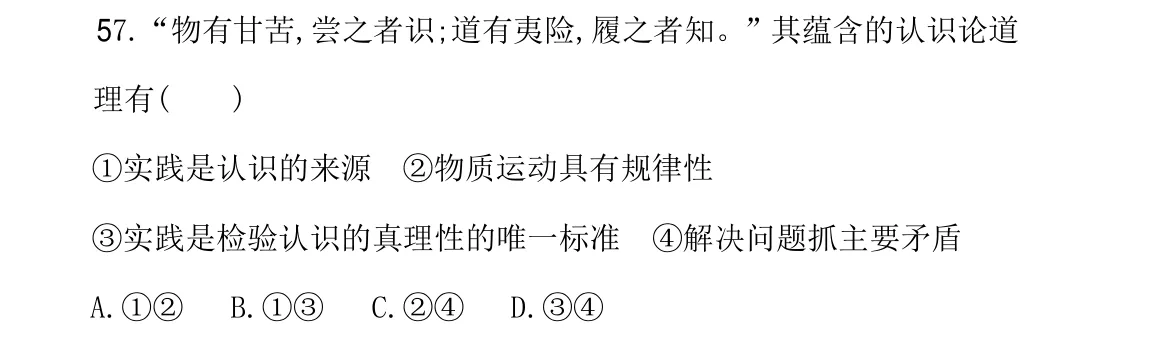 57.“物有甘苦,尝之者识;道有夷险,履之者知。”其蕴含的认识论道
理有(　　)
①实践是认识的来源　②物质运动具有规律性
③实践是检验认识的真理性的唯一标准　④解决问题抓主要矛盾
A.①②　B.①③　C.②④　D.③④